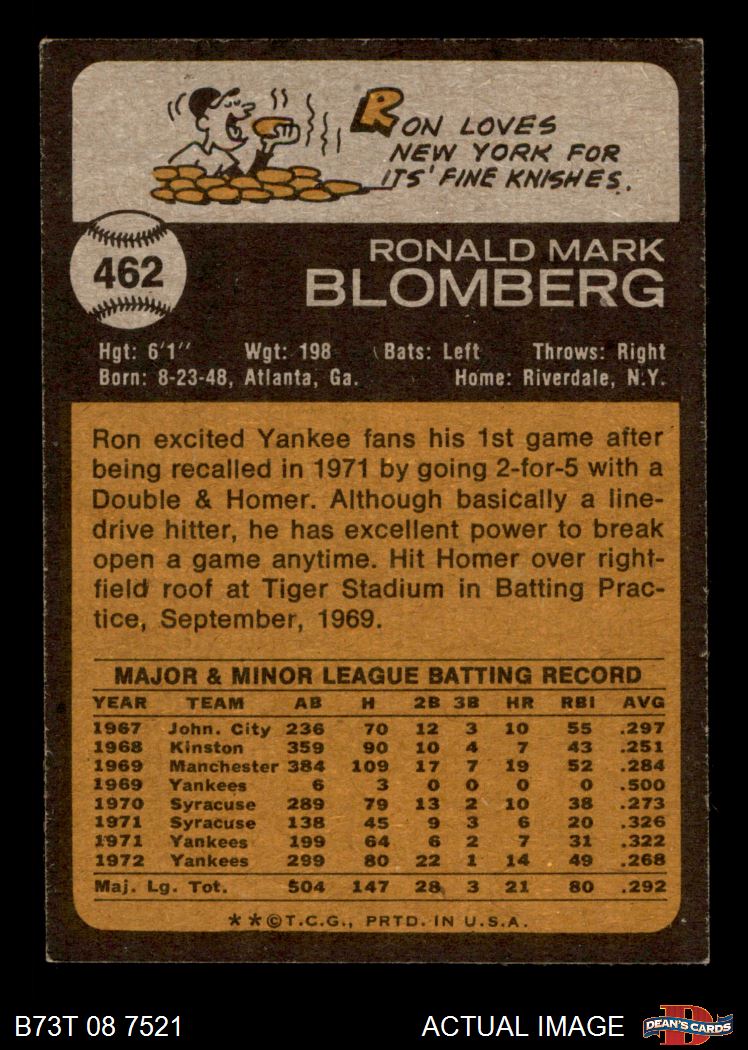 RON LOVES
NEW YORK FOR
ITS' FINE KNISHES.
462
RONALD MARK
BLOMBERG
Hgt: 6'1" Wgt: 198 Bats: Left Throws: Right
Born: 8-23-48, Atlanta, Ga. Home: Riverdale, N.Y.
Ron excited Yankee fans his 1st game after
being recalled in 1971 by going 2-for-5 with a
Double & Homer. Although basically a line-
drive hitter, he has excellent power to break
open a game anytime. Hit Homer over right-
field roof at Tiger Stadium in Batting Prac-
tice, September, 1969.
MAJOR & MINOR LEAGUE BATTING RECORD
YEAR TEAM AB H 2B 3B HR RBI AVG
1967 John. City 236 70 12 3 10 55 .297
1968 Kinston 359 90 10 4 7 43 .251
1969 Manchester 384 109 17 7 19 52 .284
1969 Yankees 6 3 0 0 0 0 .500
1970 Syracuse 289 79 13 2 10 38 .273
1971 Syracuse 138 45 9 3 6 20 .326
1971 Yankees 199 64 6 2 7 31 .322
1972 Yankees 299 80 22 1 14 49 .268
Maj. Lg. Tot. 504 147 28 3 21 80 .292
**©T.C.G., PRTD. IN U.S.A.
B73T 08 7521 ACTUAL IMAGE DEAN'S CARDS